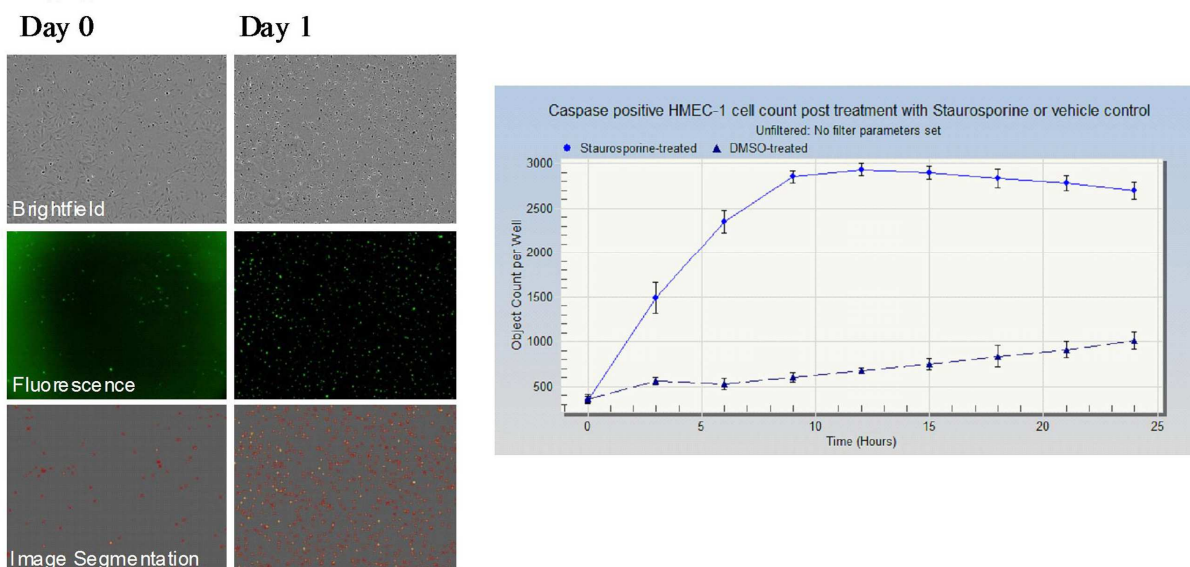 Day 0
Day 1
Brightfield
Fluorescence
Image Segmentation
Caspase positive HMEC-1 cell count post treatment with Staurosporine or vehicle control
Unfiltered: No filter parameters set
Staurosporine-treated
DMSO-treated
Object Count per Well
3000
2500
2000
1500
1000
500
0
5
10
15
20
25
Time (Hours)